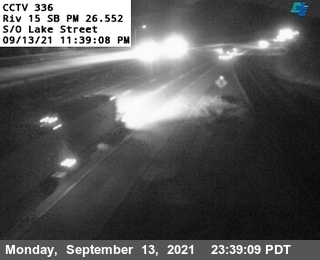 CCTV 336
Riv 15 SB PM 26.552
S/O Lake Street
09/13/21 11:39:08 PM
Monday, September 13, 2021 23:39:09 PDT